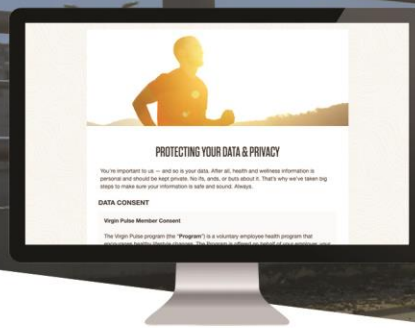 PROTECTING YOUR DATA & PRIVACY
You're important to us — and so is your data. After all, health and wellness information is
personal and should be kept private. No ifs, ands, or buts about it. That's why we've taken big
steps to make sure your information is safe and sound. Always.
DATA CONSENT
Virgin Pulse Member Consent
The Virgin Pulse program (the "Program") is a voluntary employee health program that
encourages healthy lifestyle changes. The Program is offered on behalf of your employer, your